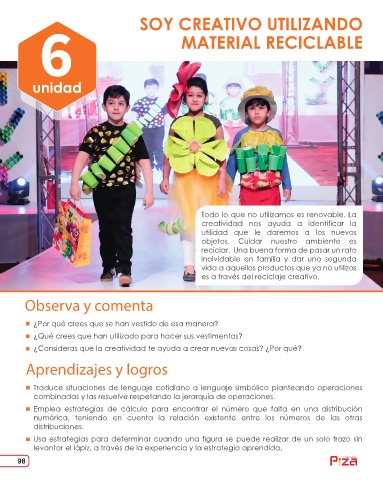 SOY CREATIVO UTILIZANDO
MATERIAL RECICLABLE
6
unidad
Todo lo que no utilizamos es renovable. La
creatividad nos ayuda a identificar la
utilidad que le daremos a los nuevos
objetos. Cuidar nuestro ambiente es
reciclar. Una buena forma de pasar un rato
inolvidable en familia y dar una segunda
vida a aquellos productos que ya no utilizas
es a través del reciclaje creativo.
Observa y comenta
¿Por qué crees que se han vestido de esa manera?
¿Qué crees que han utilizado para hacer sus vestimentas?
¿Consideras que la creatividad te ayuda a crear nuevas cosas? ¿Por qué?
Aprendizajes y logros
Traduce situaciones de lenguaje cotidiano a lenguaje simbólico planteando operaciones
combinadas y las resuelve respetando la jerarquía de operaciones.
Emplea estrategias de cálculo para encontrar el número que falta en una distribución
numérica, teniendo en cuenta la relación existente entre los números de las otras
distribuciones.
Usa estrategias para determinar cuando una figura se puede realizar de un solo trazo sin
levantar el lápiz, a través de la experiencia y la estrategia aprendida.
98